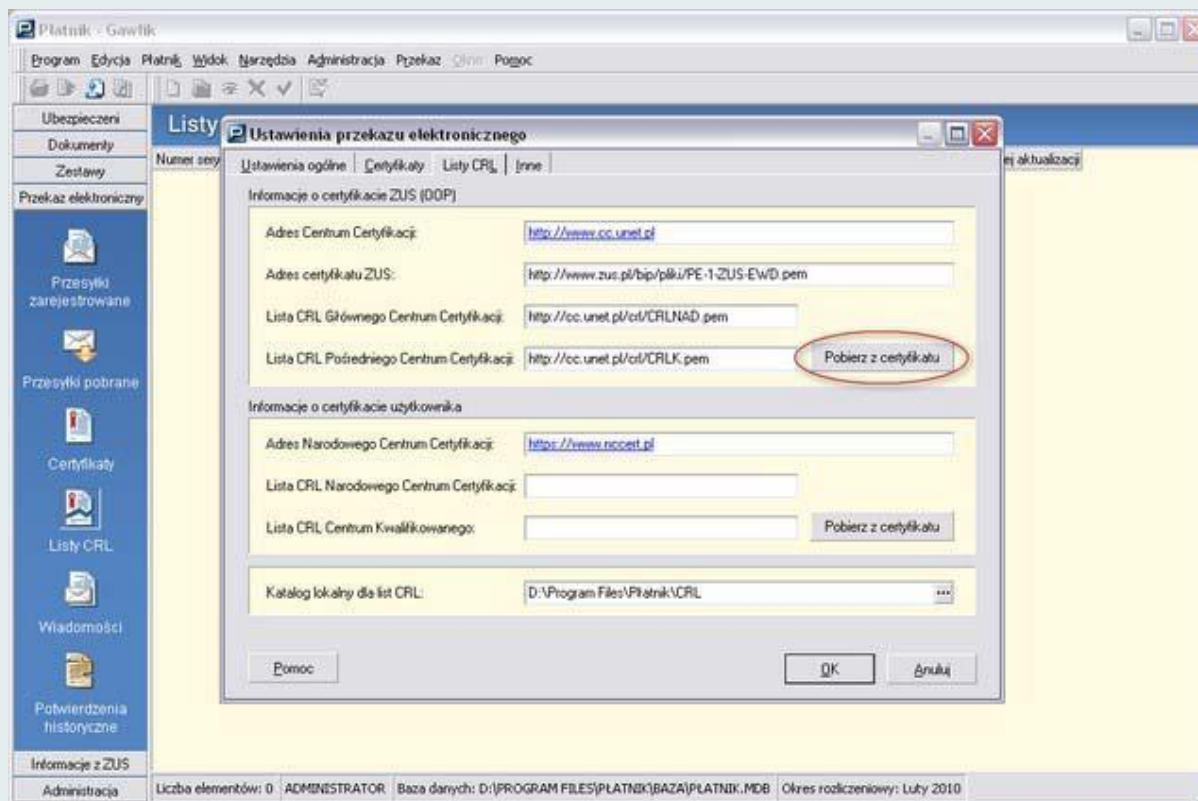 Płatnik - Gawlik
Program Edycja Płatnik Widok Narzędzia Administracja Przekaz Okno Pomoc
Ubezpieczeni
Dokumenty
Zestawy
Przekaz elektroniczny
Przesyłki
zarejestrowane
Przesyłki pobrane
Certyfikaty
Listy CRL
Wiadomości
Potwierdzenia
historyczne
Informacje z ZUS
Administracja
Listy
Numer sery
ej aktualizacji
Ustawienia przekazu elektronicznego
Ustawienia ogólne Certyfikaty Listy CRL Inne
Informacje o certyfikacie ZUS (OOP)
Adres Centrum Certyfikacji: http://www.cc.unet.pl
Adres certyfikatu ZUS: http://www.zus.pl/bip/pliki/PE-1-ZUS-EWD.pem
Lista CRL Głównego Centrum Certyfikacji: http://cc.unet.pl/crl/CRLNAD.pem
Lista CRL Pośredniego Centrum Certyfikacji: http://cc.unet.pl/crl/CRLK.pem Pobierz z certyfikatu
Informacje o certyfikacie użytkownika
Adres Narodowego Centrum Certyfikacji: https://www.nccert.pl
Lista CRL Narodowego Centrum Certyfikacji:
Lista CRL Centrum Kwalifikowanego: Pobierz z certyfikatu
Katalog lokalny dla list CRL: D:\Program Files\Płatnik\CRL ...
Pomoc OK Anuluj
Liczba elementów: 0 ADMINISTRATOR Baza danych: D:\PROGRAM FILES\PŁATNIK\BAZA\PŁATNIK.MDB Okres rozliczeniowy: Luty 2010